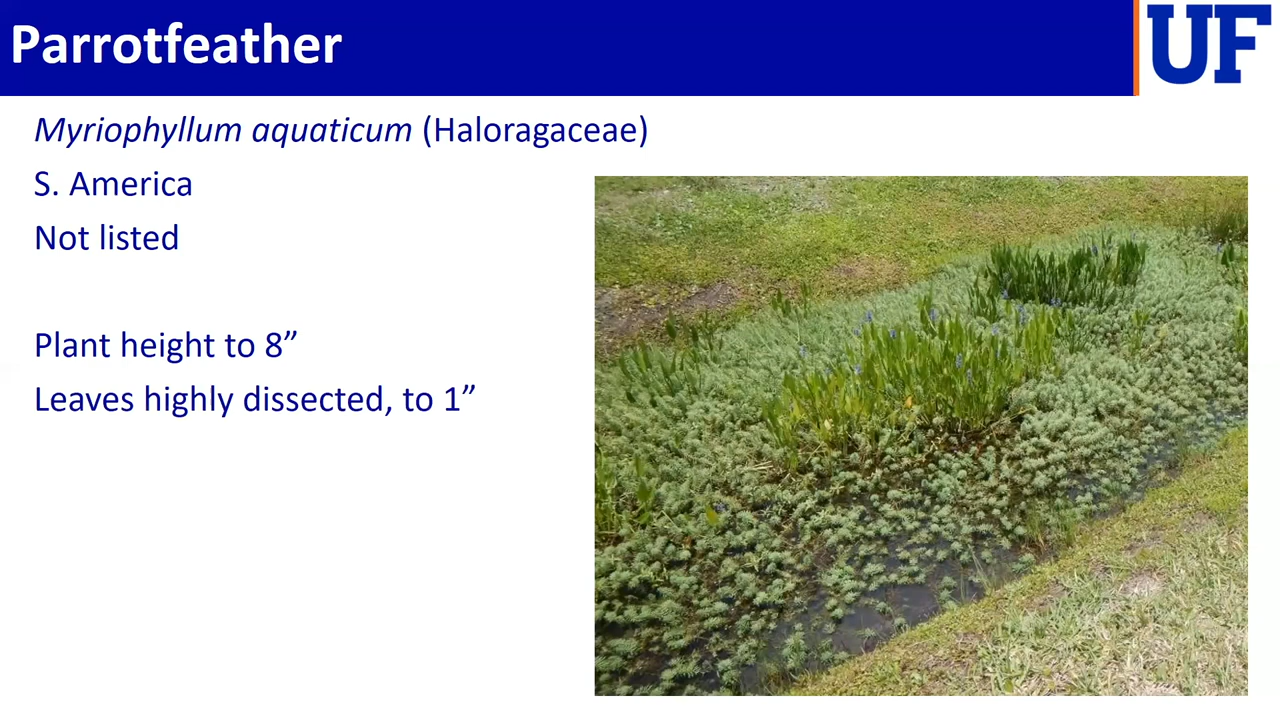 Parrotfeather
UF
Myriophyllum aquaticum (Haloragaceae)
S. America
Not listed
Plant height to 8”
Leaves highly dissected, to 1”